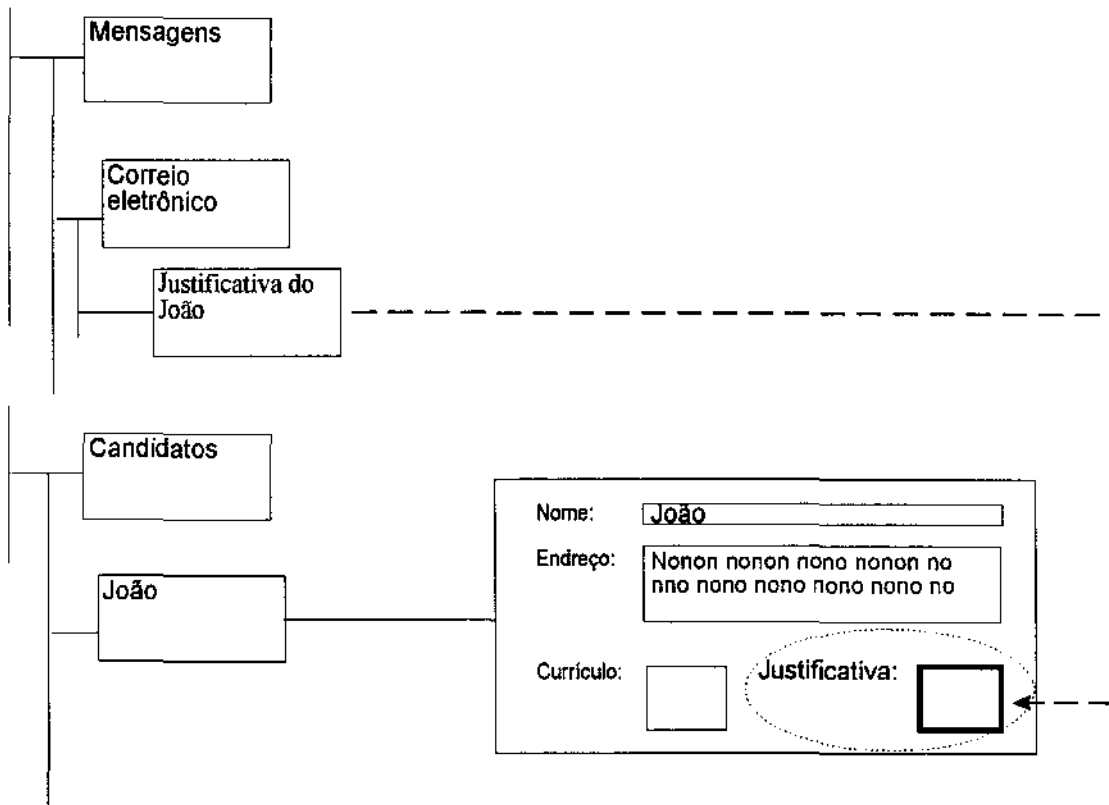 Mensagens
Correio
eletrônico
Justificativa do
João
Candidatos
João
Nome:
João
Endreço:
Nonon nonon nono nonon no
nno nono nono nono nono no
Currículo:
Justificativa: